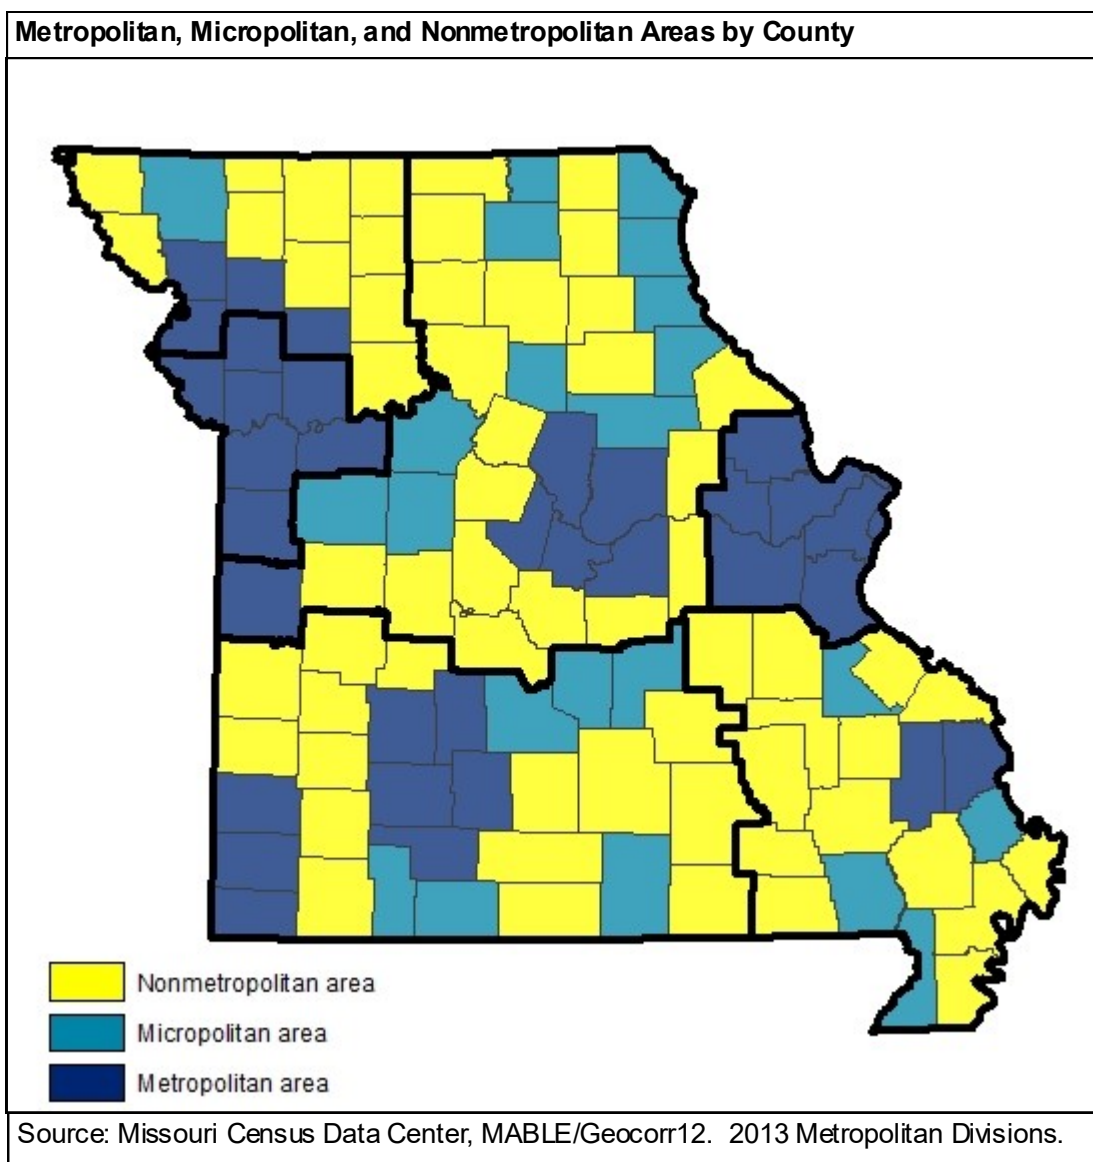 Metropolitan, Micropolitan, and Nonmetropolitan Areas by County
Nonmetropolitan area
Micropolitan area
Metropolitan area
Source: Missouri Census Data Center, MABLE/Geocorr12. 2013 Metropolitan Divisions.